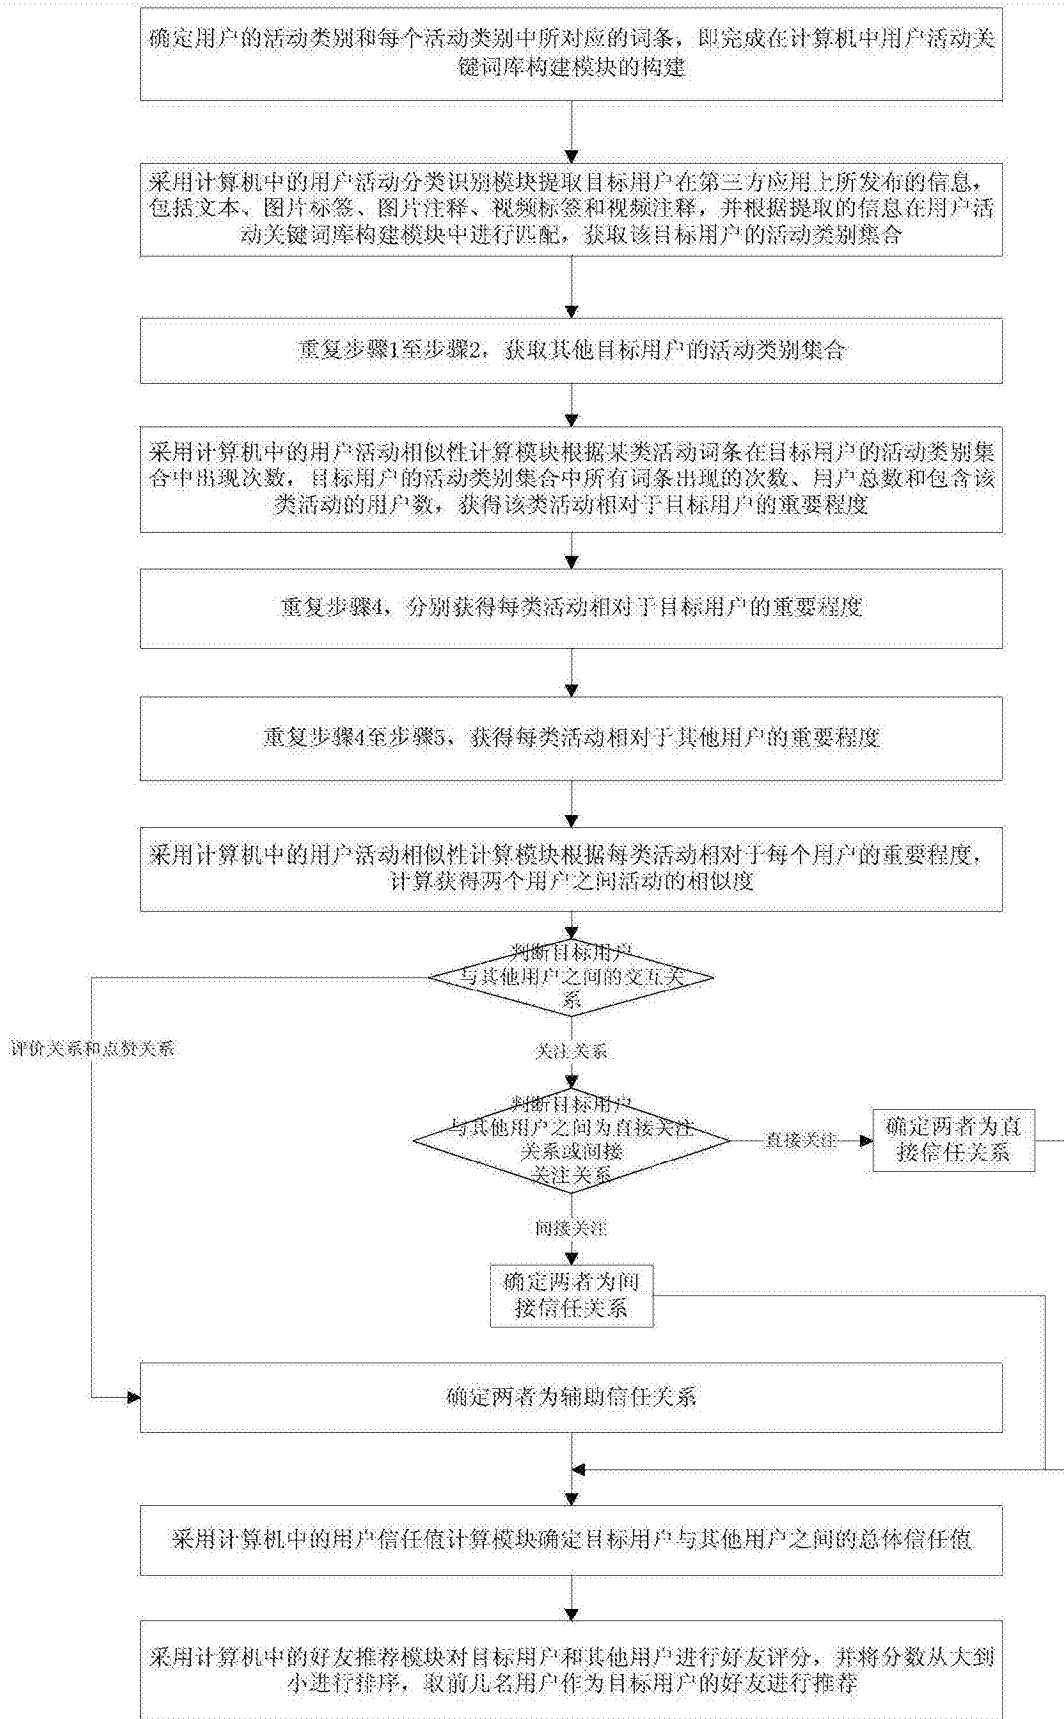 确定用户的活动类别和每个活动类别中所对应的词条，即完成在计算机中用户活动关
键词库构建模块的构建
采用计算机中的用户活动分类识别模块提取目标用户在第三方应用上所发布的信息，
包括文本、图片标签、图片注释、视频标签和视频注释，并根据提取的信息在用户活
动关键词库构建模块中进行匹配，获取该目标用户的活动类别集合
重复步骤1至步骤2，获取其他目标用户的活动类别集合
采用计算机中的用户活动相似性计算模块根据某类活动词条在目标用户的活动类别集
合中出现次数，目标用户的活动类别集合中所有词条出现的次数、用户总数和包含该
类活动的用户数，获得该类活动相对于目标用户的重要程度
重复步骤4，分别获得每类活动相对于目标用户的重要程度
重复步骤4至步骤5，获得每类活动相对于其他用户的重要程度
采用计算机中的用户活动相似性计算模块根据每类活动相对于每个用户的重要程度，
计算获得两个用户之间活动的相似度
判断目标用户
与其他用户之间的交互关
系
评价关系和点赞关系
关注关系
判断目标用户
与其他用户之间为直接关注
关系或间接
关注关系
直接关注
确定两者为直
接信任关系
间接关注
确定两者为间
接信任关系
确定两者为辅助信任关系
采用计算机中的用户信任值计算模块确定目标用户与其他用户之间的总体信任值
采用计算机中的好友推荐模块对目标用户和其他用户进行好友评分，并将分数从大到
小进行排序，取前几名用户作为目标用户的好友进行推荐